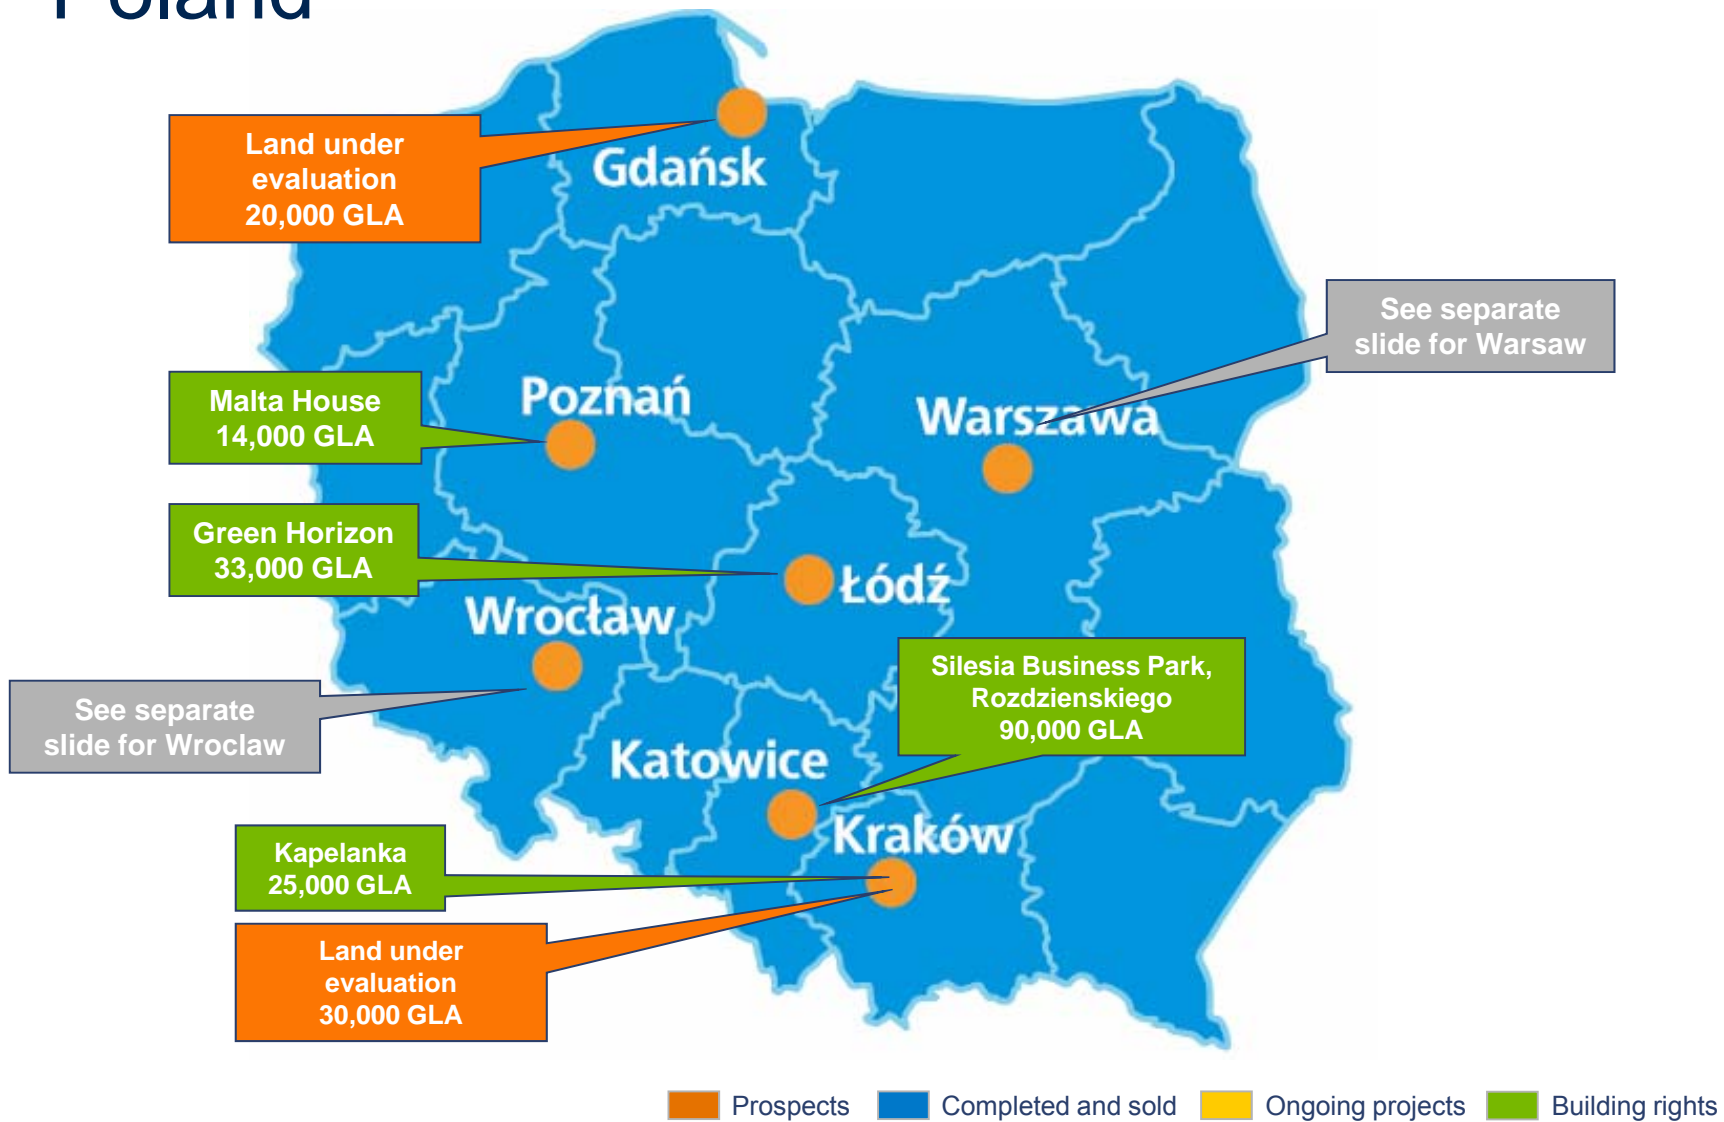 Poland
Land under
evaluation
20,000 GLA
Gdańsk
See separate
slide for Warsaw
Malta House
14,000 GLA
Poznań
Warszawa
Green Horizon
33,000 GLA
Łódź
Wrocław
See separate
slide for Wroclaw
Silesia Business Park,
Rozdzienskiego
90,000 GLA
Katowice
Kraków
Kapelanka
25,000 GLA
Land under
evaluation
30,000 GLA
Prospects
Completed and sold
Ongoing projects
Building rights